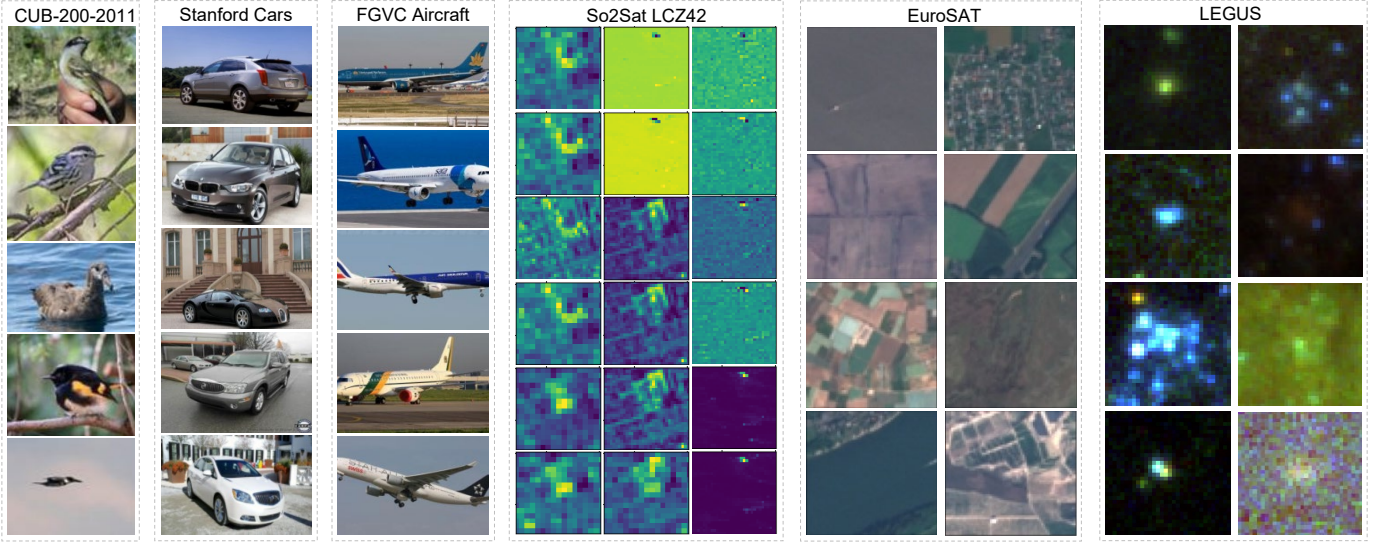 CUB-200-2011
Stanford Cars
FGVC Aircraft
So2Sat LCZ42
EuroSAT
LEGUS